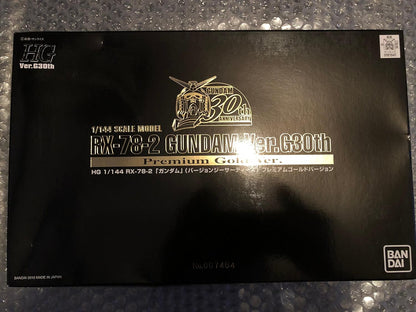 HG
Ver.G30th
GUNDAM
30th
ANNIVERSARY
1/144 SCALE MODEL
RX-78-2 GUNDAM Ver.G30th
Premium Gold Ver.
HG 1/144 RX-78-2 「ガンダム」(バージョンジーサーティース) プレミアムゴールドバージョン
BANDAI 2010 MADE IN JAPAN
BAN
DAI